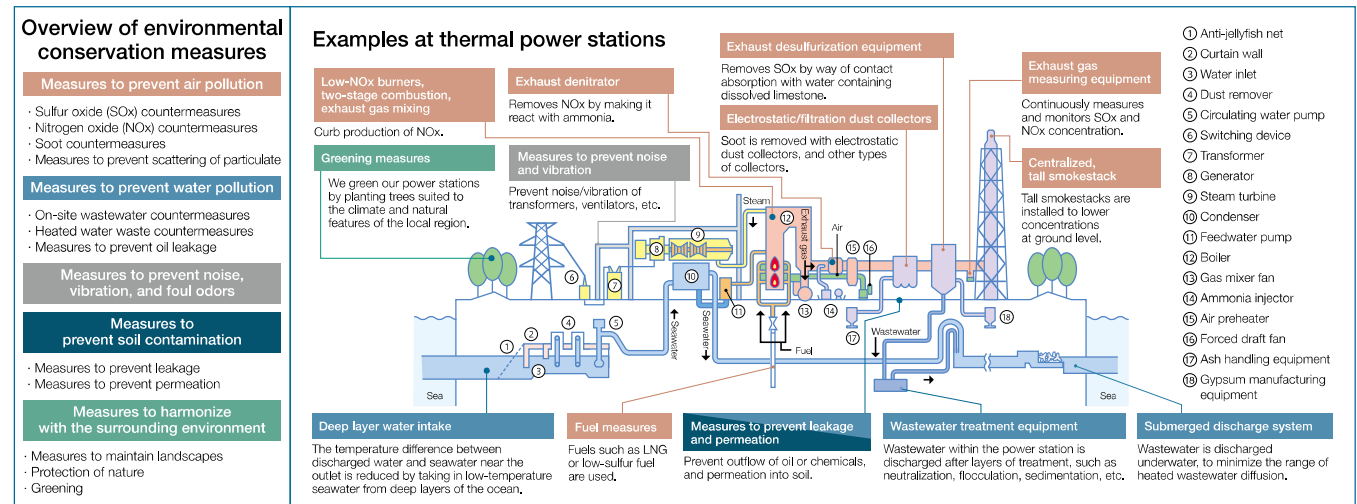 Overview of environmental
conservation measures
Measures to prevent air pollution
· Sulfur oxide (SOx) countermeasures
· Nitrogen oxide (NOx) countermeasures
· Soot countermeasures
· Measures to prevent scattering of particulate
Measures to prevent water pollution
· On-site wastewater countermeasures
· Heated water waste countermeasures
· Measures to prevent oil leakage
Measures to prevent noise,
vibration, and foul odors
Measures to
prevent soil contamination
· Measures to prevent leakage
· Measures to prevent permeation
Measures to harmonize
with the surrounding environment
· Measures to maintain landscapes
· Protection of nature
· Greening
Examples at thermal power stations
Low-NOx burners,
two-stage combustion,
exhaust gas mixing
Curb production of NOx.
Exhaust denitrator
Removes NOx by making it
react with ammonia.
Exhaust desulfurization equipment
Removes SOx by way of contact
absorption with water containing
dissolved limestone.
Electrostatic/filtration dust collectors
Soot is removed with electrostatic
dust collectors, and other types
of collectors.
Exhaust gas
measuring equipment
Continuously measures
and monitors SOx and
NOx concentration.
Centralized,
tall smokestack
Tall smokestacks are
installed to lower
concentrations
at ground level.
Greening measures
We green our power stations
by planting trees suited to
the climate and natural
features of the local region.
Measures to prevent noise
and vibration
Prevent noise/vibration of
transformers, ventilators, etc.
Steam
Exhaust gas
Air
⑫
⑮
⑯
⑨
⑧
⑥
⑦
⑩
⑪
⑬
⑭
⑰
⑱
①
②
③
④
⑤
Seawater
Seawater
Fuel
Wastewater
Sea
Sea
Deep layer water intake
The temperature difference between
discharged water and seawater near the
outlet is reduced by taking in low-temperature
seawater from deep layers of the ocean.
Fuel measures
Fuels such as LNG
or low-sulfur fuel
are used.
Measures to prevent leakage
and permeation
Prevent outflow of oil or chemicals,
and permeation into soil.
Wastewater treatment equipment
Wastewater within the power station is
discharged after layers of treatment, such as
neutralization, flocculation, sedimentation, etc.
Submerged discharge system
Wastewater is discharged
underwater, to minimize the range of
heated wastewater diffusion.
① Anti-jellyfish net
② Curtain wall
③ Water inlet
④ Dust remover
⑤ Circulating water pump
⑥ Switching device
⑦ Transformer
⑧ Generator
⑨ Steam turbine
⑩ Condenser
⑪ Feedwater pump
⑫ Boiler
⑬ Gas mixer fan
⑭ Ammonia injector
⑮ Air preheater
⑯ Forced draft fan
⑰ Ash handling equipment
⑱ Gypsum manufacturing
equipment